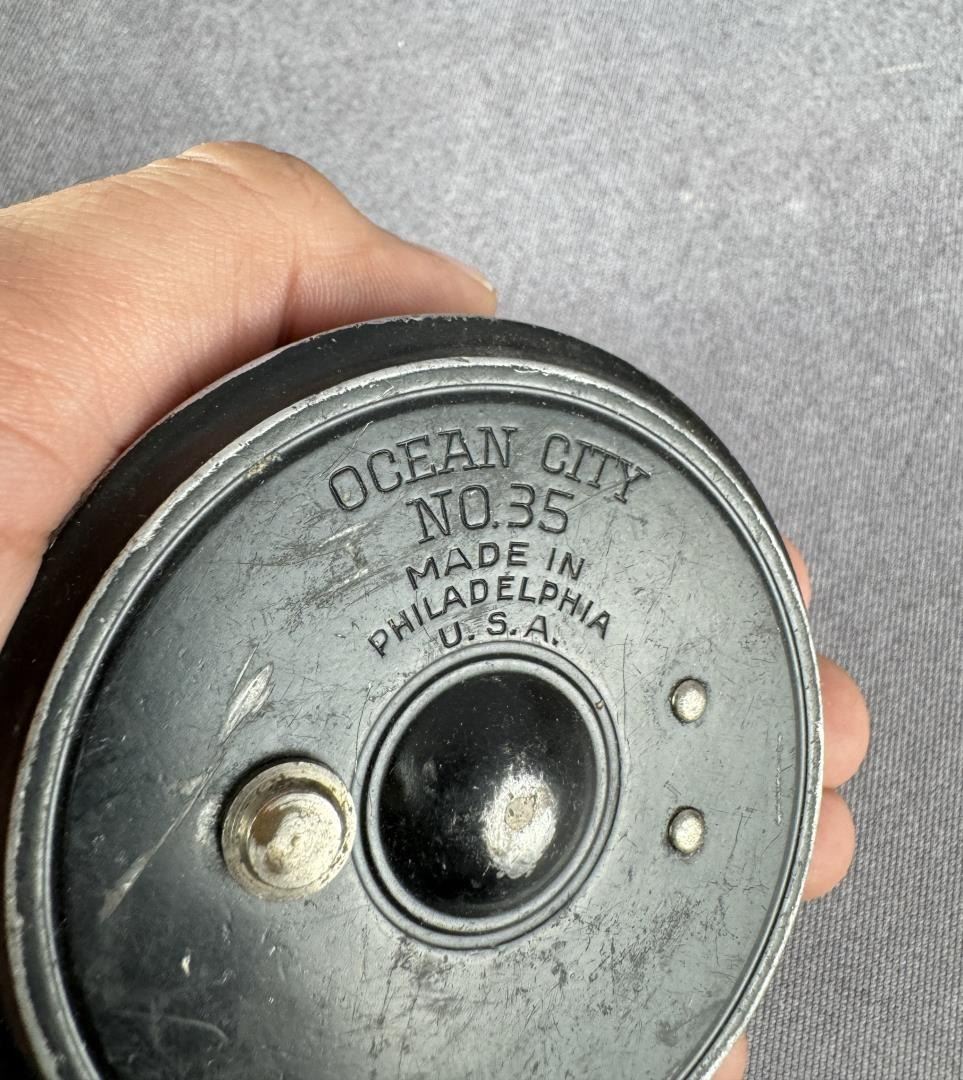 OCEAN CITY
NO.35
MADE IN
PHILADELPHIA
U.S.A.